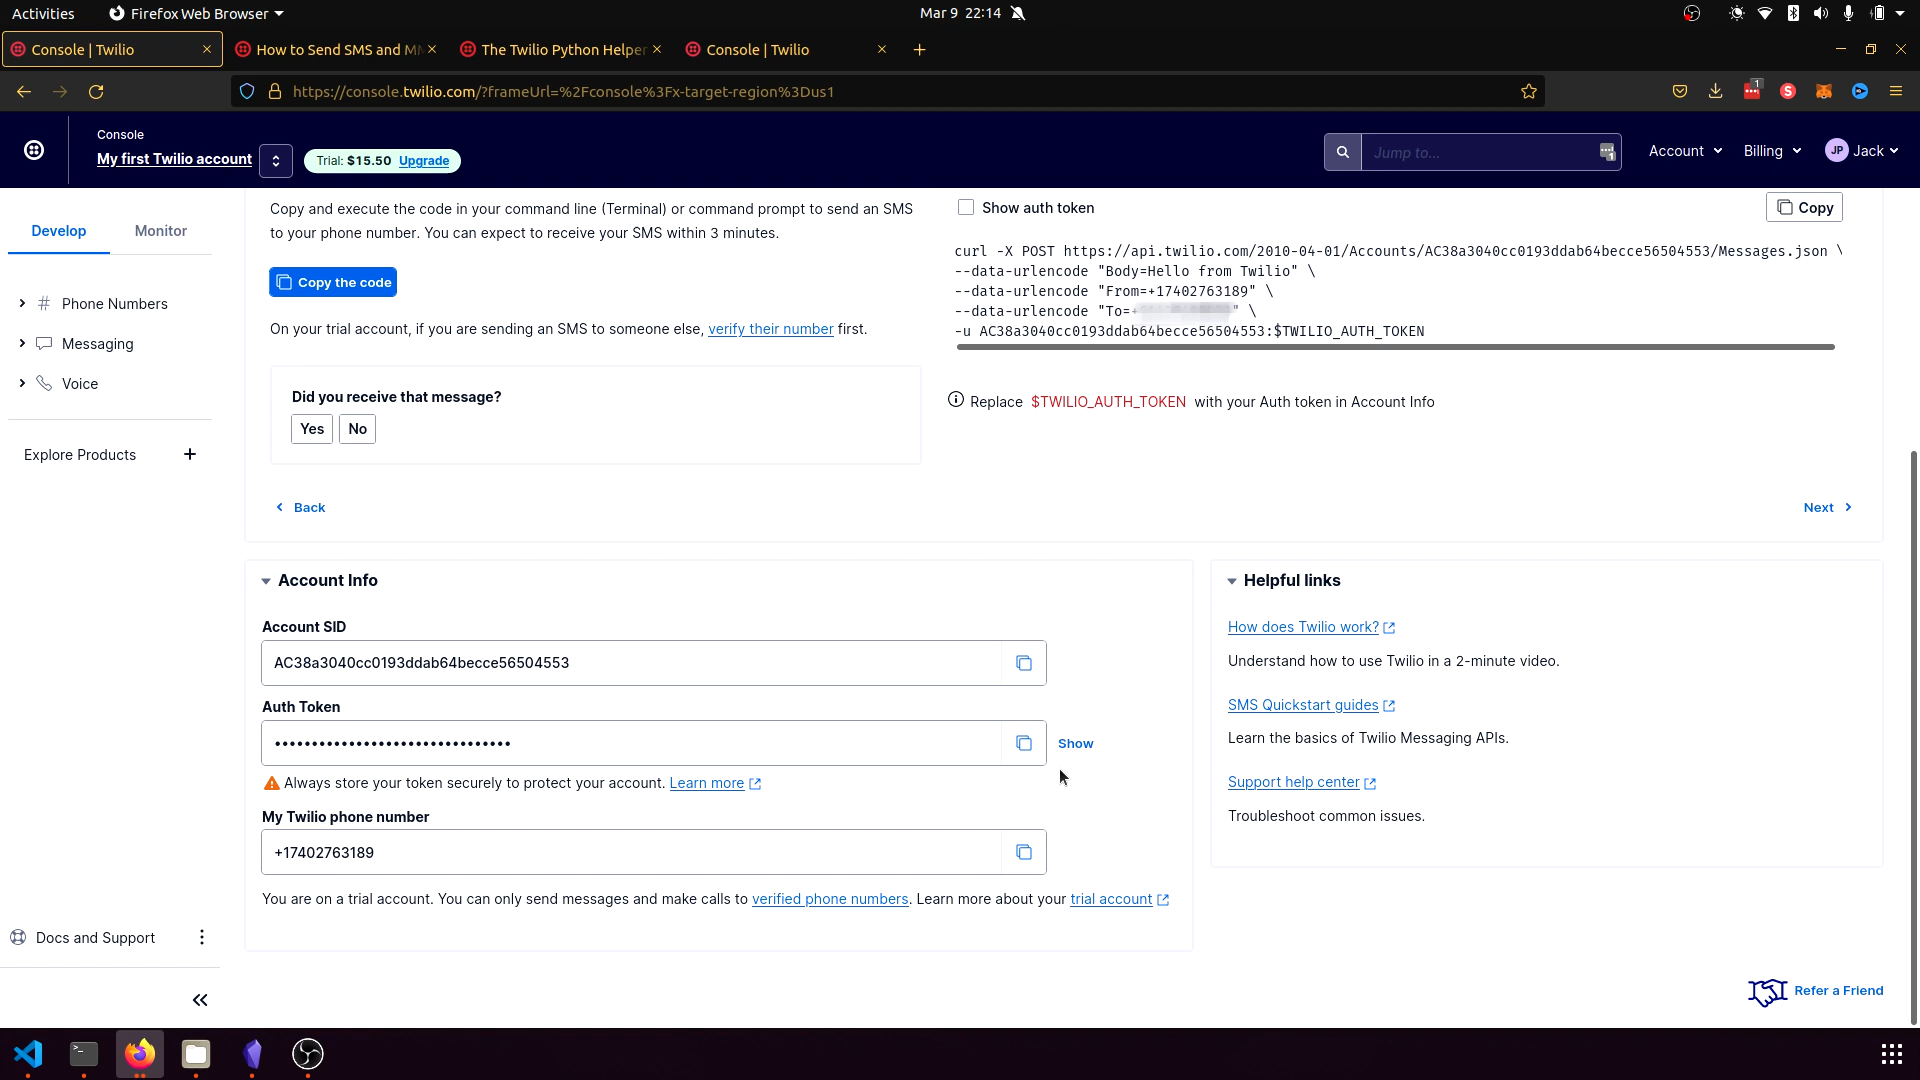 Activities Firefox Web Browser Mar 9 22:14
Console | Twilio How to Send SMS and M The Twilio Python Helper Console | Twilio
https://console.twilio.com/?frameUrl=%2Fconsole%3Fx-target-region%3Dus1 1 S
Console
My first Twilio account Trial: $15.50 Upgrade Jump to... 1 Account Billing JP Jack
Develop Monitor
Phone Numbers
Messaging
Voice
Explore Products
Docs and Support
Copy and execute the code in your command line (Terminal) or command prompt to send an SMS
to your phone number. You can expect to receive your SMS within 3 minutes.
Copy the code
On your trial account, if you are sending an SMS to someone else, verify their number first.
Did you receive that message?
Yes No
Back
Show auth token Copy
curl -X POST https://api.twilio.com/2010-04-01/Accounts/AC38a3040cc0193ddab64becce56504553/Messages.json \
--data-urlencode "Body=Hello from Twilio" \
--data-urlencode "From=+17402763189" \
--data-urlencode "To=+ " \
-u AC38a3040cc0193ddab64becce56504553:$TWILIO_AUTH_TOKEN
Replace $TWILIO_AUTH_TOKEN with your Auth token in Account Info
Next
Account Info
Account SID
AC38a3040cc0193ddab64becce56504553
Auth Token
••••••••••••••••••••••••••••••••
Show
Always store your token securely to protect your account. Learn more
My Twilio phone number
+17402763189
You are on a trial account. You can only send messages and make calls to verified phone numbers. Learn more about your trial account
Helpful links
How does Twilio work?
Understand how to use Twilio in a 2-minute video.
SMS Quickstart guides
Learn the basics of Twilio Messaging APIs.
Support help center
Troubleshoot common issues.
Refer a Friend